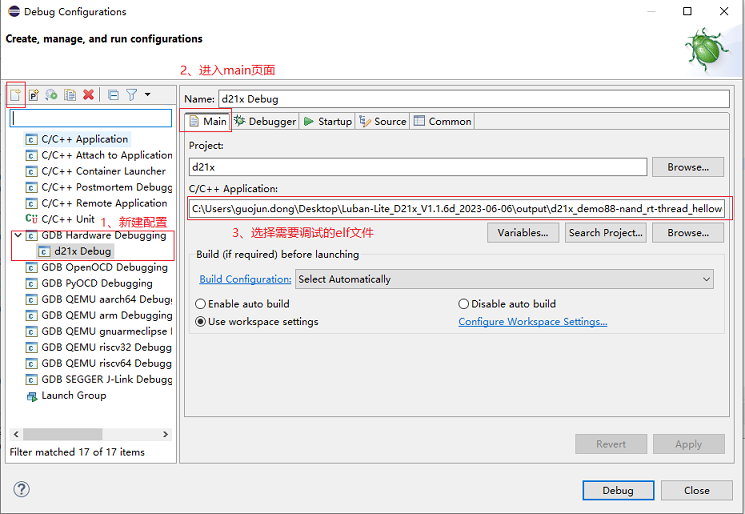 Debug Configurations
Create, manage, and run configurations
2、进入main页面
Name: d21x Debug
Main Debugger Startup Source Common
C/C++ Application
C/C++ Attach to Application
C/C++ Container Launcher
C/C++ Postmortem Debugg
C/C++ Remote Application
C/C++ Unit
1、新建配置
GDB Hardware Debugging
d21x Debug
GDB OpenOCD Debugging
GDB PyOCD Debugging
GDB QEMU aarch64 Debugg
GDB QEMU arm Debugging
GDB QEMU gnuarmeclipse
GDB QEMU riscv32 Debugg
GDB QEMU riscv64 Debugg
GDB SEGGER J-Link Debugg
Launch Group
Filter matched 17 of 17 items
Project:
d21x
Browse...
C/C++ Application:
C:\Users\guojun.dong\Desktop\Luban-Lite_D21x_V1.1.6d_2023-06-06\output\d21x_demo88-nand_rt-thread_hellow
3、选择需要调试的elf文件
Variables... Search Project... Browse...
Build (if required) before launching
Build Configuration: Select Automatically
Enable auto build Disable auto build
Use workspace settings Configure Workspace Settings...
Revert Apply
Debug Close